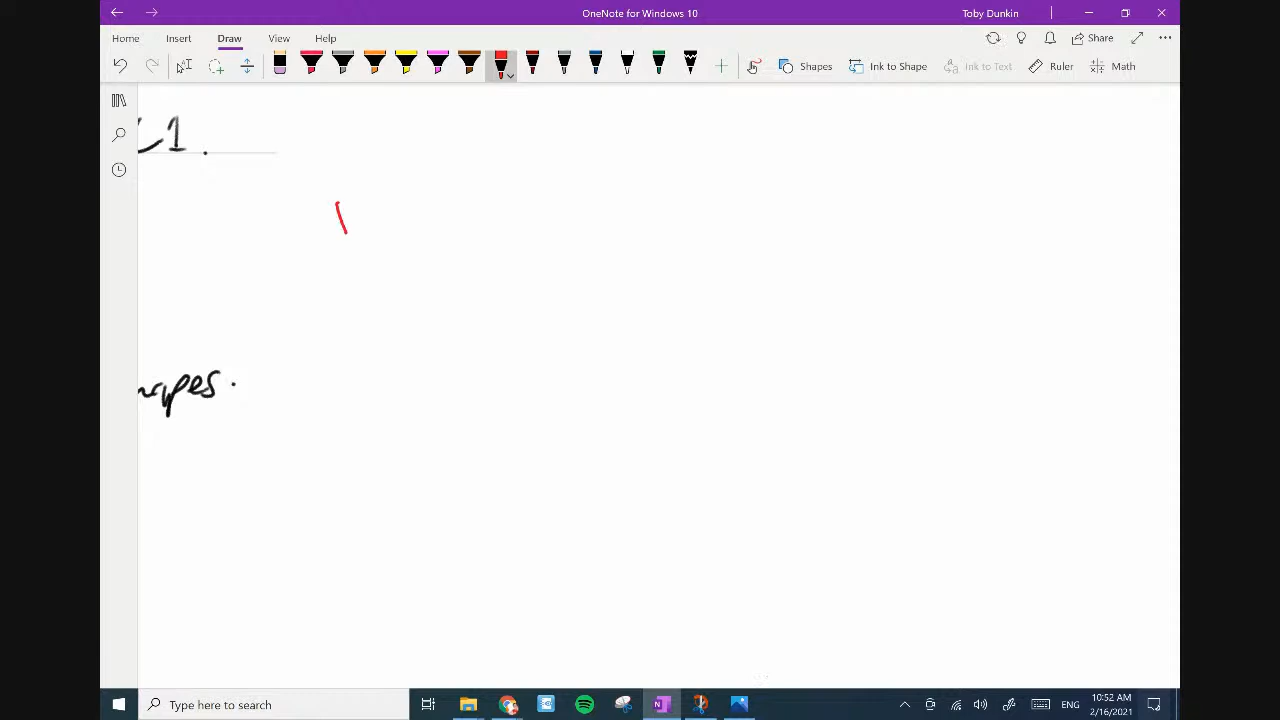 OneNote for Windows 10
Toby Dunkin
Home Insert Draw View Help
Share
Shapes Ink to Shape Ink to Text Ruler Math
1.
Type here to search
10:52 AM
ENG
2/16/2021